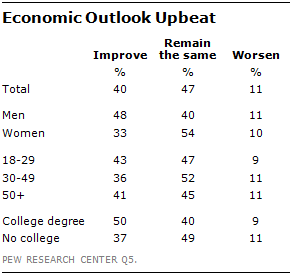 Economic Outlook Upbeat
Improve Remain the same Worsen
% % %
Total 40 47 11
Men 48 40 11
Women 33 54 10
18-29 43 47 9
30-49 36 52 11
50+ 41 45 11
College degree 50 40 9
No college 37 49 11
PEW RESEARCH CENTER Q5.